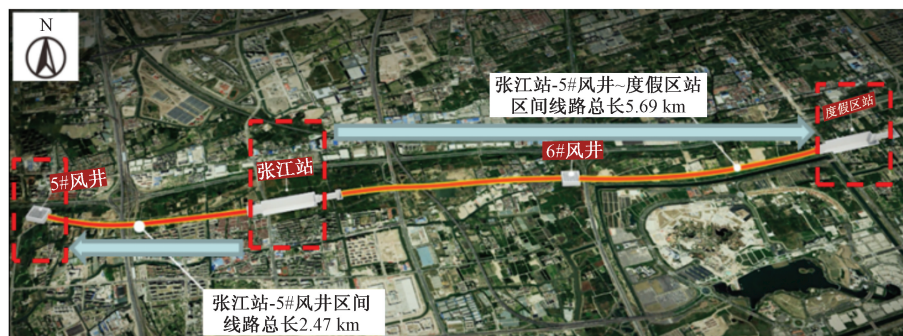 N
张江站-5#风井~度假区站
区间线路总长5.69 km
度假区站
6#风井
张江站
5#风井
张江站-5#风井区间
线路总长2.47 km